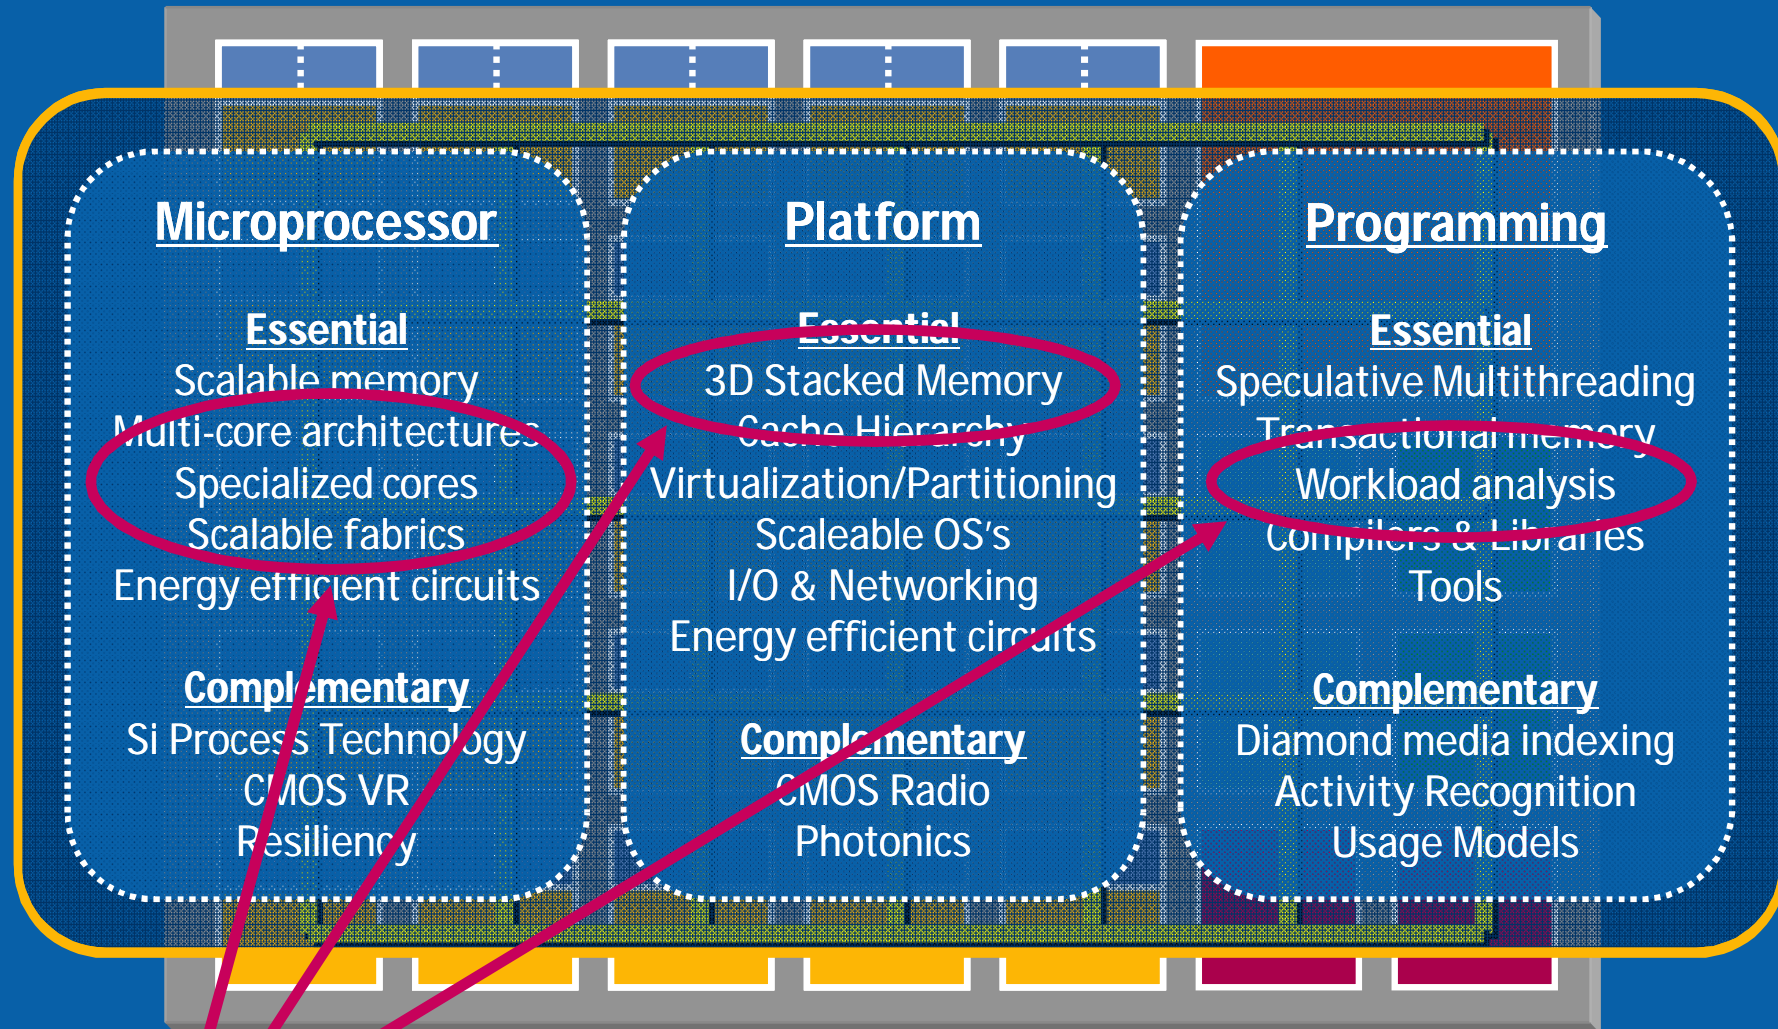 Microprocessor
Essential
Scalable memory
Multi-core architectures
Specialized cores
Scalable fabrics
Energy efficient circuits
Complementary
Si Process Technology
CMOS VR
Resiliency
Platform
Essential
3D Stacked Memory
Cache Hierarchy
Virtualization/Partitioning
Scaleable OS's
I/O & Networking
Energy efficient circuits
Complementary
CMOS Radio
Photonics
Programming
Essential
Speculative Multithreading
Transactional memory
Workload analysis
Compilers & Libraries
Tools
Complementary
Diamond media indexing
Activity Recognition
Usage Models